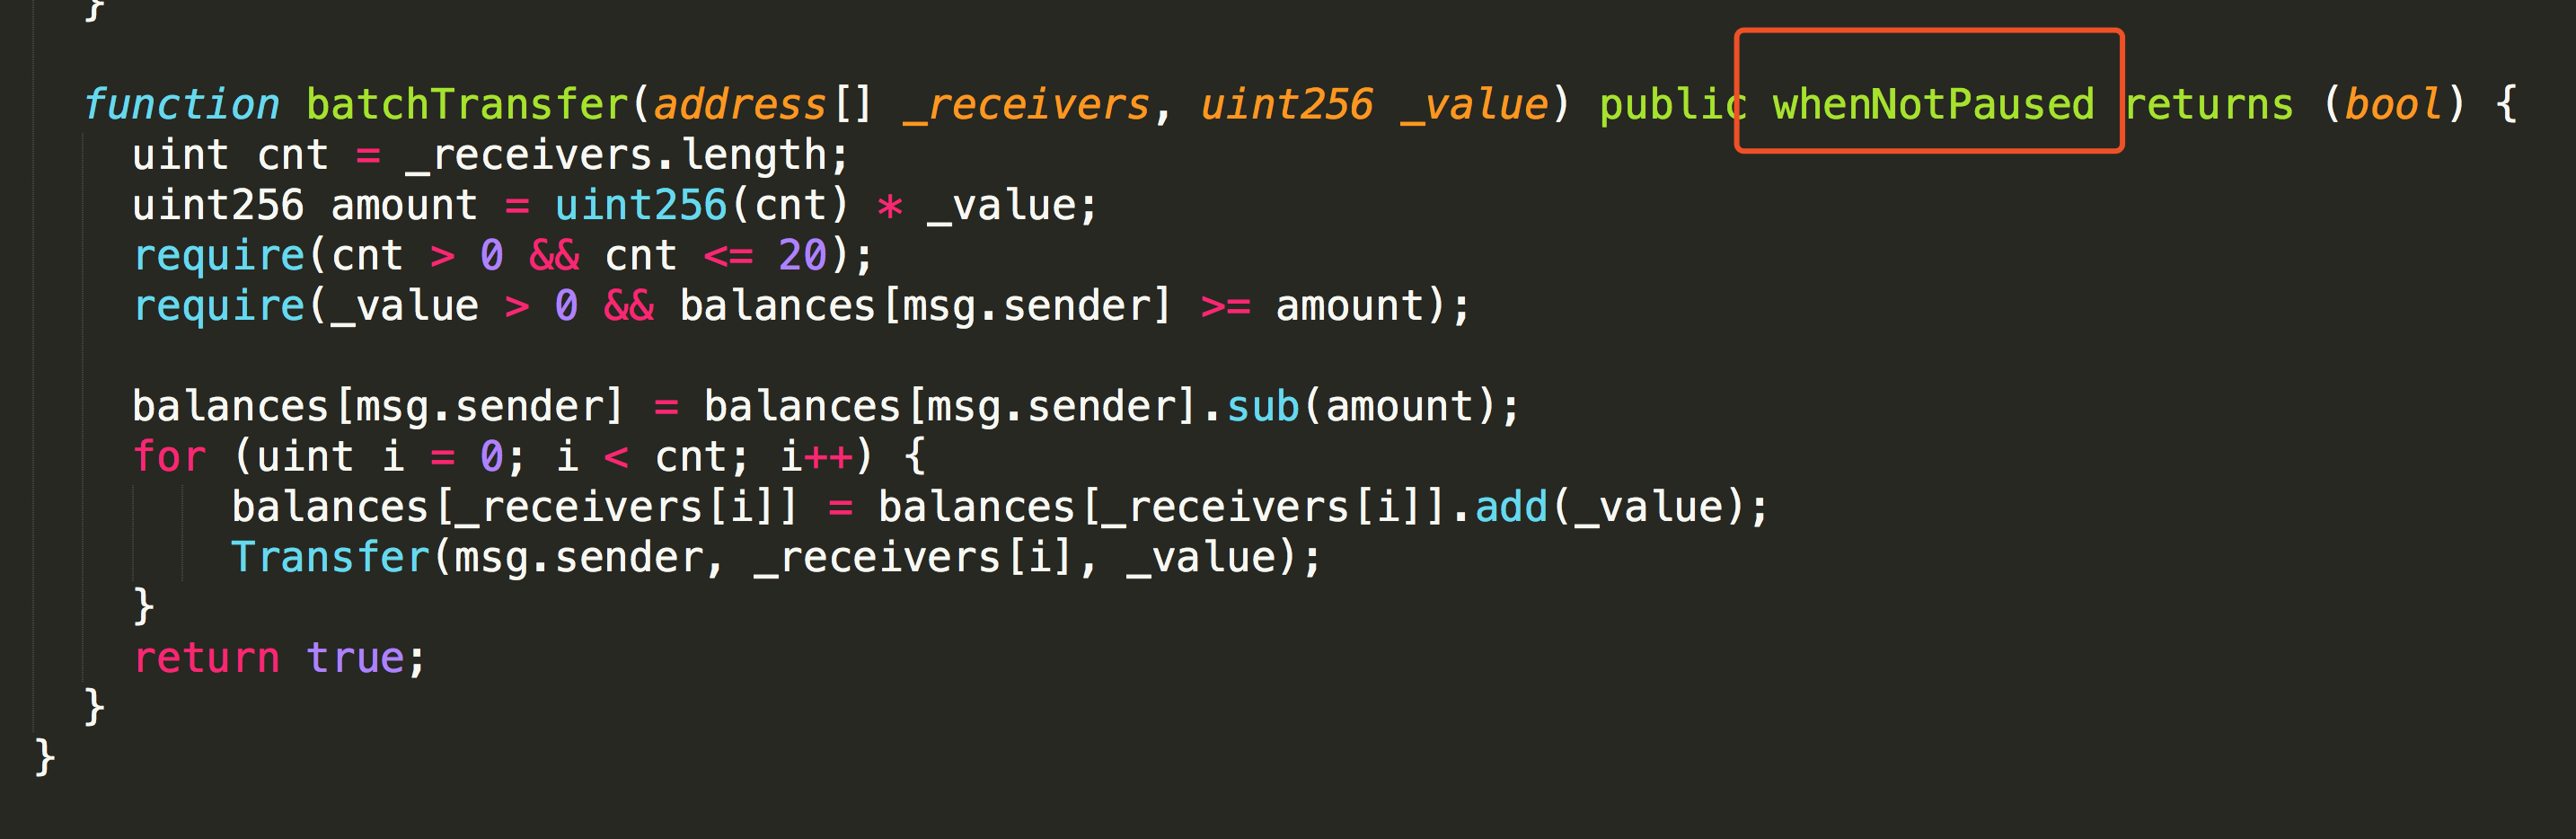 }
function batchTransfer(address[] _receivers, uint256 _value) public whenNotPaused returns (bool) {
uint cnt = _receivers.length;
uint256 amount = uint256(cnt) * _value;
require(cnt > 0 && cnt <= 20);
require(_value > 0 && balances[msg.sender] >= amount);
balances[msg.sender] = balances[msg.sender].sub(amount);
for (uint i = 0; i < cnt; i++) {
balances[_receivers[i]] = balances[_receivers[i]].add(_value);
Transfer(msg.sender, _receivers[i], _value);
}
return true;
}
}